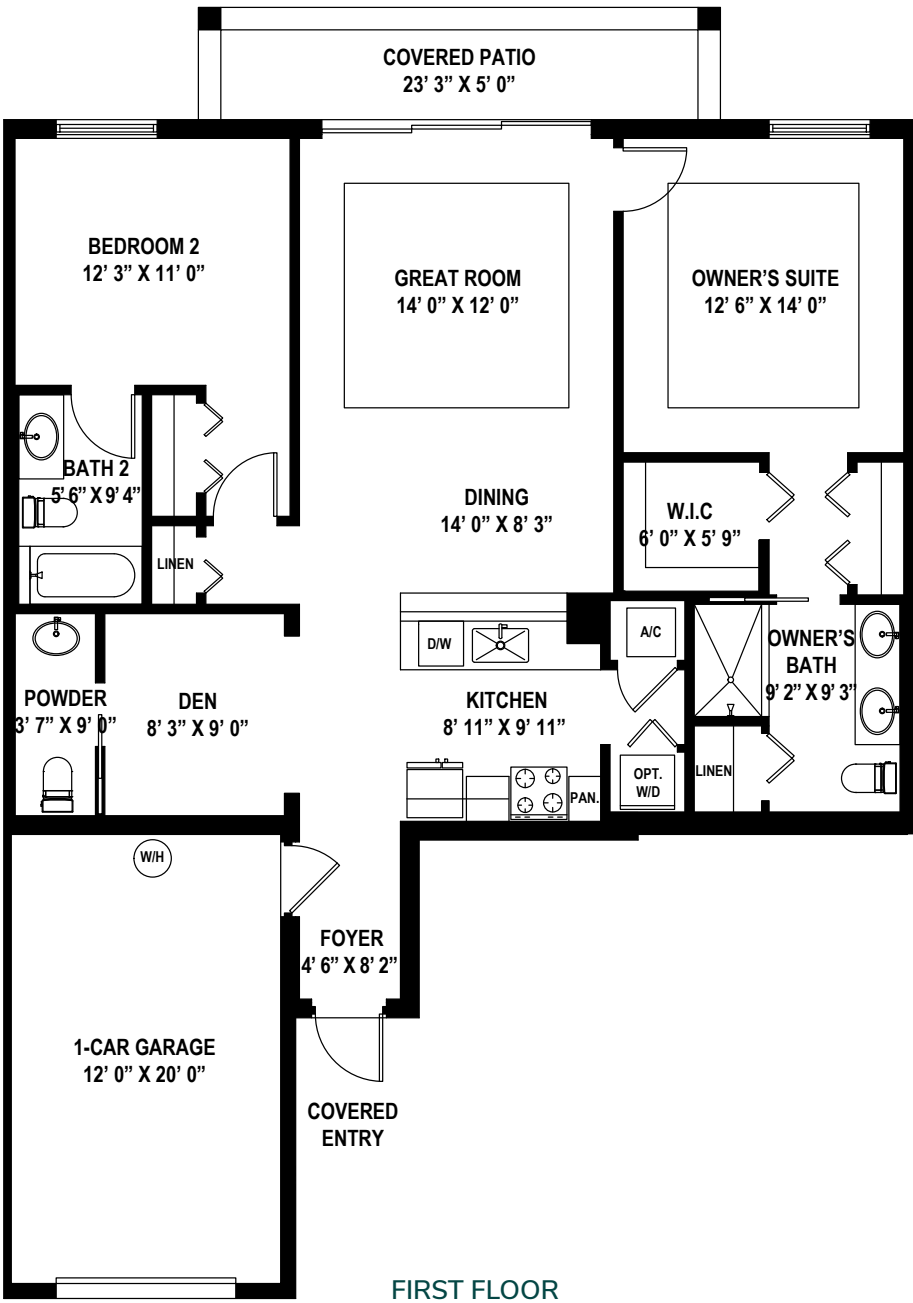 COVERED PATIO
23’ 3” X 5’ 0”
BEDROOM 2
12’ 3” X 11’ 0”
GREAT ROOM
14’ 0” X 12’ 0”
OWNER’S SUITE
12’ 6” X 14’ 0”
BATH 2
5’ 6” X 9’ 4”
DINING
14’ 0” X 8’ 3”
W.I.C
6’ 0” X 5’ 9”
LINEN
D/W
A/C
OWNER’S
BATH
9’ 2” X 9’ 3”
POWDER
3’ 7” X 9’ 0”
DEN
8’ 3” X 9’ 0”
KITCHEN
8’ 11” X 9’ 11”
OPT.
W/D
LINEN
PAN.
W/H
FOYER
4’ 6” X 8’ 2”
1-CAR GARAGE
12’ 0” X 20’ 0”
COVERED
ENTRY
FIRST FLOOR